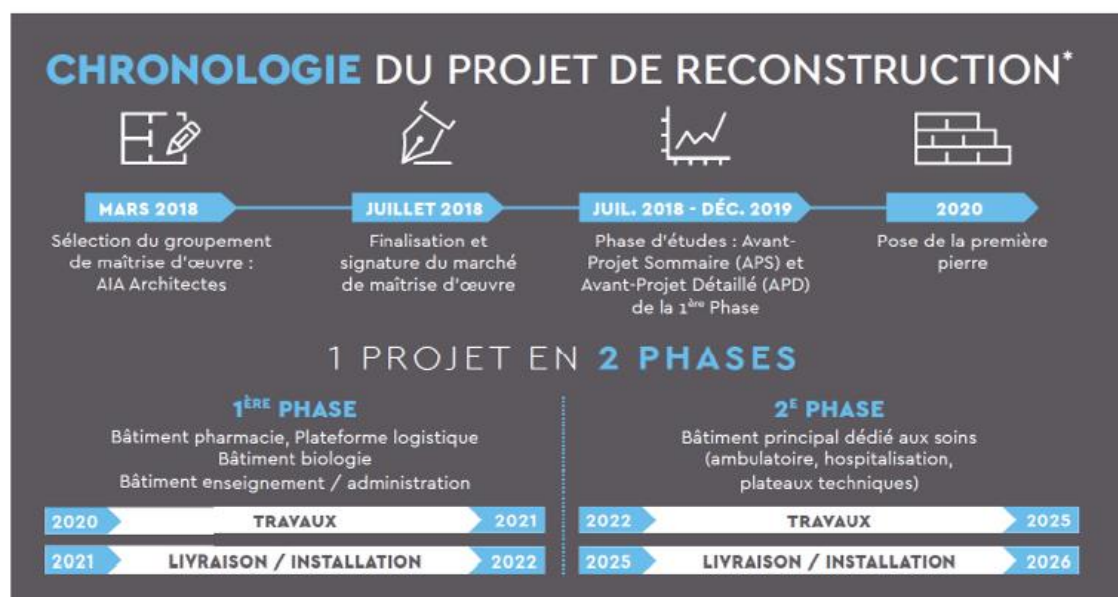 CHRONOLOGIE DU PROJET DE RECONSTRUCTION*
MARS 2018
Sélection du groupement
de maîtrise d'œuvre :
AIA Architectes
JUILLET 2018
Finalisation et
signature du marché
de maîtrise d'œuvre
JUIL. 2018 - DÉC. 2019
Phase d'études : Avant-
Projet Sommaire (APS) et
Avant-Projet Détaillé (APD)
de la 1ère Phase
2020
Pose de la première
pierre
1 PROJET EN 2 PHASES
1ÈRE PHASE
Bâtiment pharmacie, Plateforme logistique
Bâtiment biologie
Bâtiment enseignement / administration
2020 TRAVAUX 2021
2021 LIVRAISON / INSTALLATION 2022
2E PHASE
Bâtiment principal dédié aux soins
(ambulatoire, hospitalisation,
plateaux techniques)
2022 TRAVAUX 2025
2025 LIVRAISON / INSTALLATION 2026